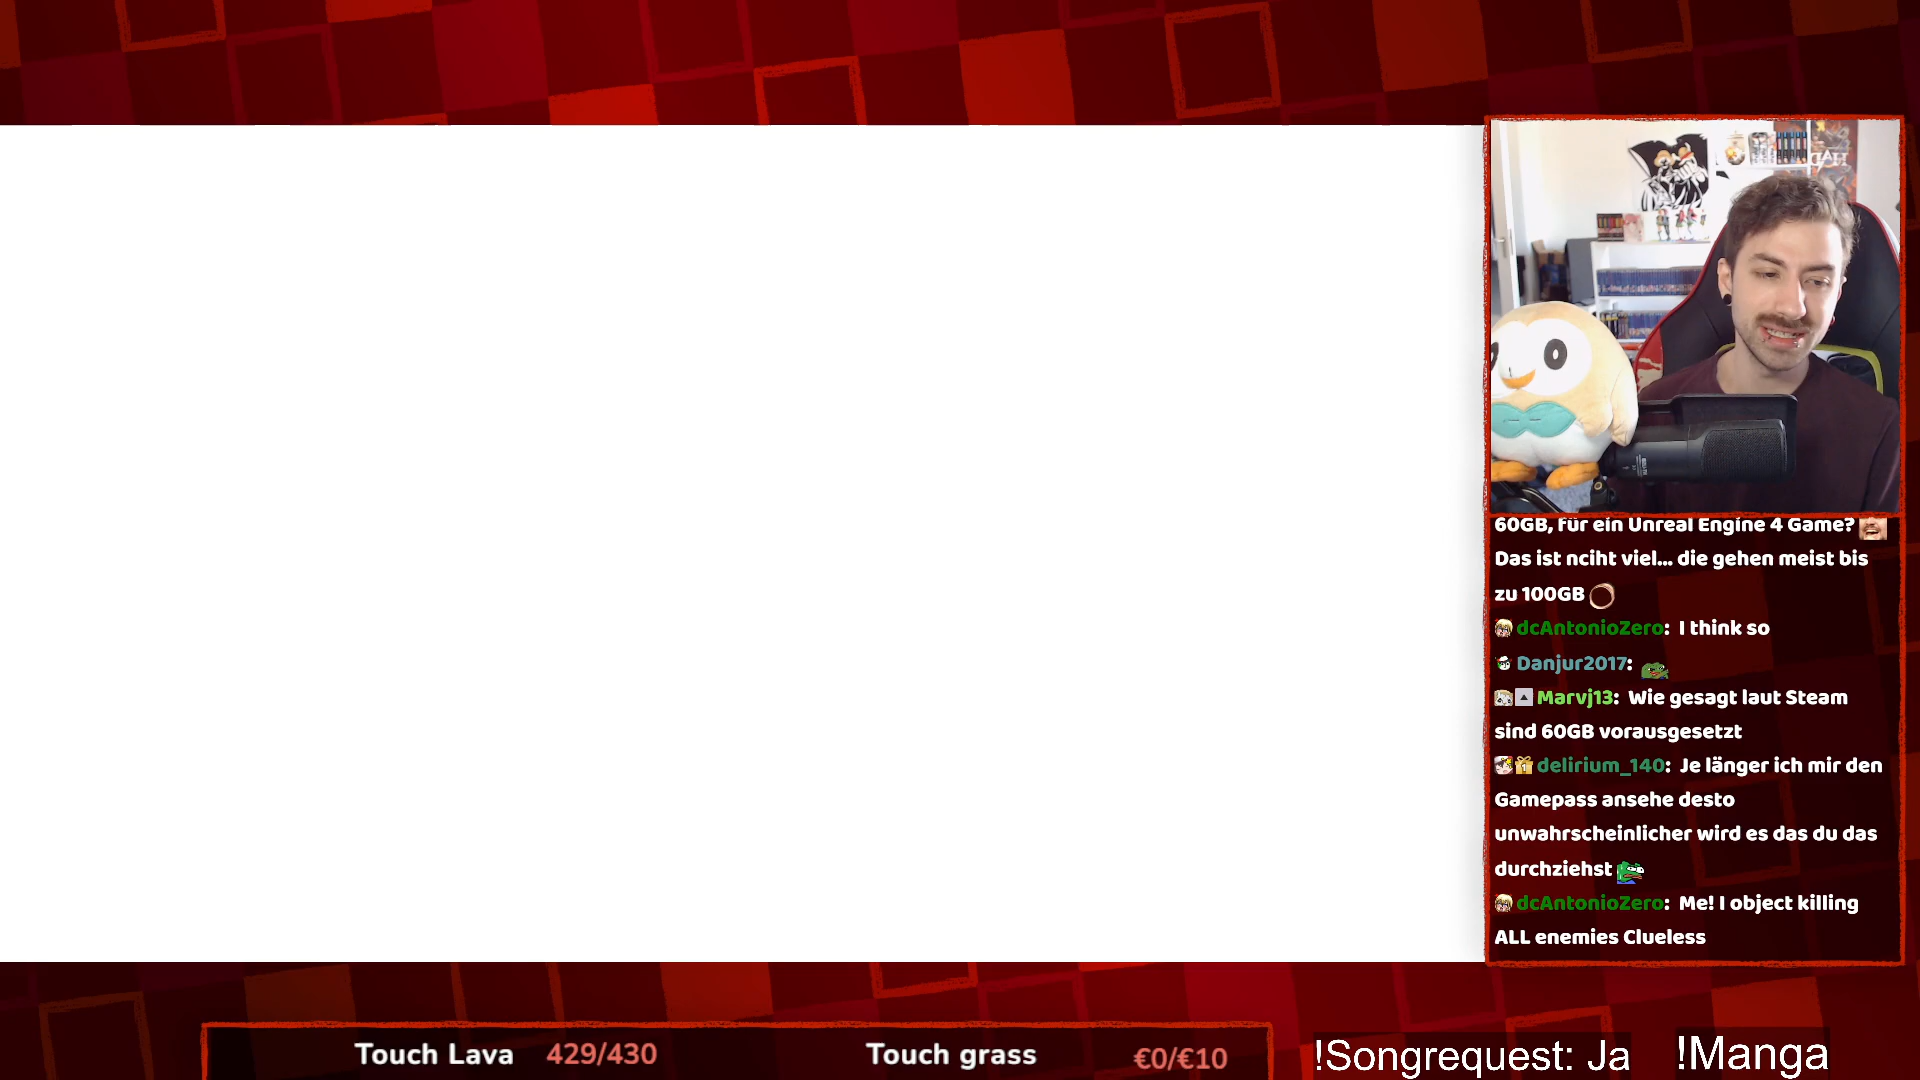 60GB, für ein Unreal Engine 4 Game?
Das ist nciht viel... die gehen meist bis
zu 100GB
dcAntonioZero: I think so
Danjur2017:
Marvj13: Wie gesagt laut Steam
sind 60GB vorausgesetzt
delirium_140: Je länger ich mir den
Gamepass ansehe desto
unwahrscheinlicher wird es das du das
durchziehst
dcAntonioZero: Me! I object killing
ALL enemies Clueless
Touch Lava 429/430 Touch grass €0/€10 !Songrequest: Ja !Manga